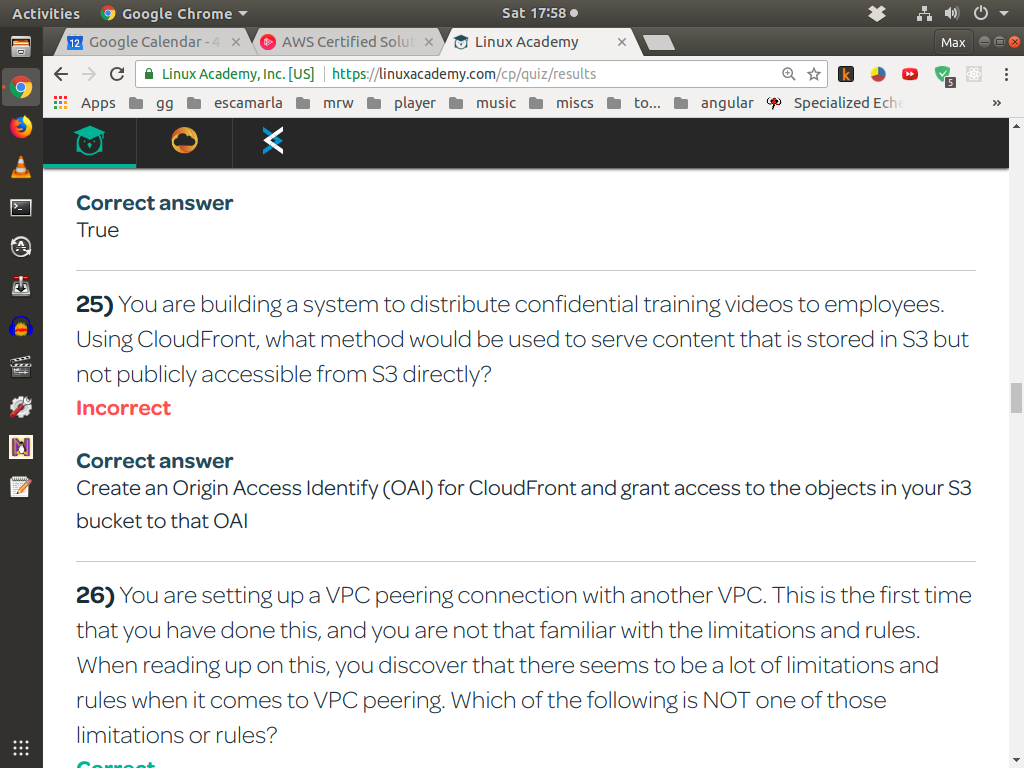 Activities Google Chrome Sat 17:58
Google Calendar - 4 AWS Certified Solut Linux Academy Max
Linux Academy, Inc. [US] https://linuxacademy.com/cp/quiz/results k 5
Apps gg escamarla mrw player music miscs to... angular Specialized Eche »
Correct answer
True
25) You are building a system to distribute confidential training videos to employees.
Using CloudFront, what method would be used to serve content that is stored in S3 but
not publicly accessible from S3 directly?
Incorrect
Correct answer
Create an Origin Access Identify (OAI) for CloudFront and grant access to the objects in your S3
bucket to that OAI
26) You are setting up a VPC peering connection with another VPC. This is the first time
that you have done this, and you are not that familiar with the limitations and rules.
When reading up on this, you discover that there seems to be a lot of limitations and
rules when it comes to VPC peering. Which of the following is NOT one of those
limitations or rules?
Correct